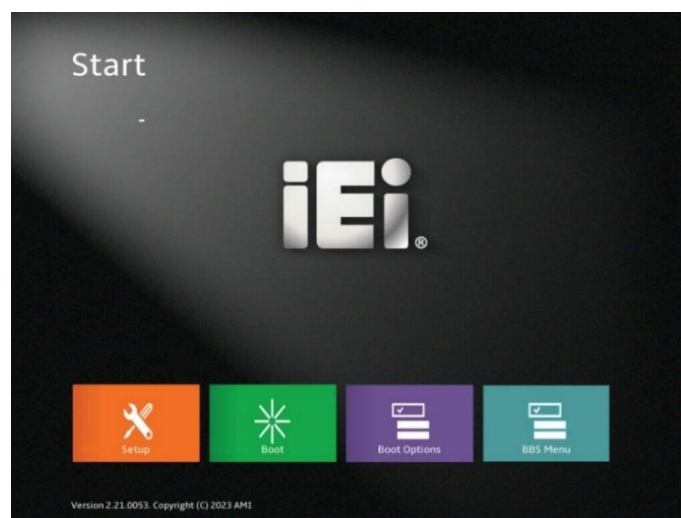 Start
-
iEi®
Setup
Boot
Boot Options
BBS Menu
Version 2.21.0053. Copyright (C) 2023 AMI